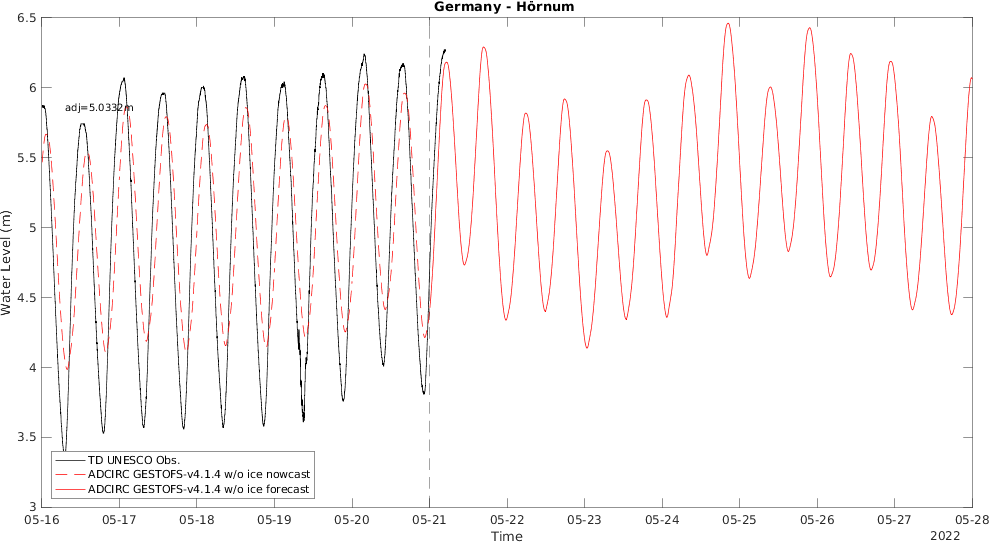 Germany - Hörnum
6.5
6
5.5
5
4.5
4
3.5
3
Water Level (m)
adj=5.0332m
TD UNESCO Obs.
ADCIRC GESTOFS-v4.1.4 w/o ice nowcast
ADCIRC GESTOFS-v4.1.4 w/o ice forecast
05-16 05-17 05-18 05-19 05-20 05-21 05-22 05-23 05-24 05-25 05-26 05-27 05-28
Time
2022